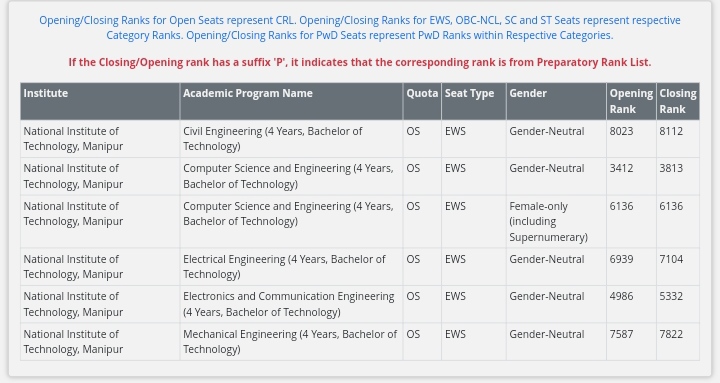 Opening/Closing Ranks for Open Seats represent CRL. Opening/Closing Ranks for EWS, OBC-NCL, SC and ST Seats represent respective
Category Ranks. Opening/Closing Ranks for PwD Seats represent PwD Ranks within Respective Categories.
If the Closing/Opening rank has a suffix 'P', it indicates that the corresponding rank is from Preparatory Rank List.
Institute Academic Program Name Quota Seat Type Gender Opening Closing
Rank Rank
National Institute of Civil Engineering (4 Years, Bachelor of OS EWS Gender-Neutral 8023 8112
Technology, Manipur Technology)
National Institute of Computer Science and Engineering (4 Years, OS EWS Gender-Neutral 3412 3813
Technology, Manipur Bachelor of Technology)
National Institute of Computer Science and Engineering (4 Years, OS EWS Female-only 6136 6136
Technology, Manipur Bachelor of Technology) (including
Supernumerary)
National Institute of Electrical Engineering (4 Years, Bachelor of OS EWS Gender-Neutral 6939 7104
Technology, Manipur Technology)
National Institute of Electronics and Communication Engineering OS EWS Gender-Neutral 4986 5332
Technology, Manipur (4 Years, Bachelor of Technology)
National Institute of Mechanical Engineering (4 Years, Bachelor of OS EWS Gender-Neutral 7587 7822
Technology, Manipur Technology)